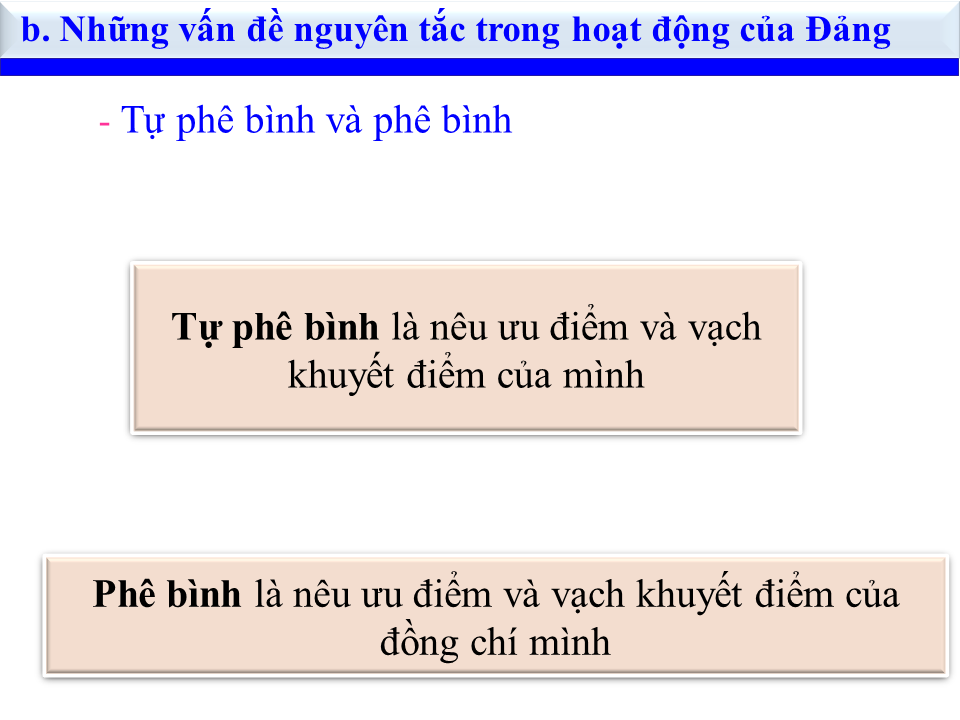 b. Những vấn đề nguyên tắc trong hoạt động của Đảng
- Tự phê bình và phê bình
Tự phê bình là nêu ưu điểm và vạch
khuyết điểm của mình
Phê bình là nêu ưu điểm và vạch khuyết điểm của
đồng chí mình